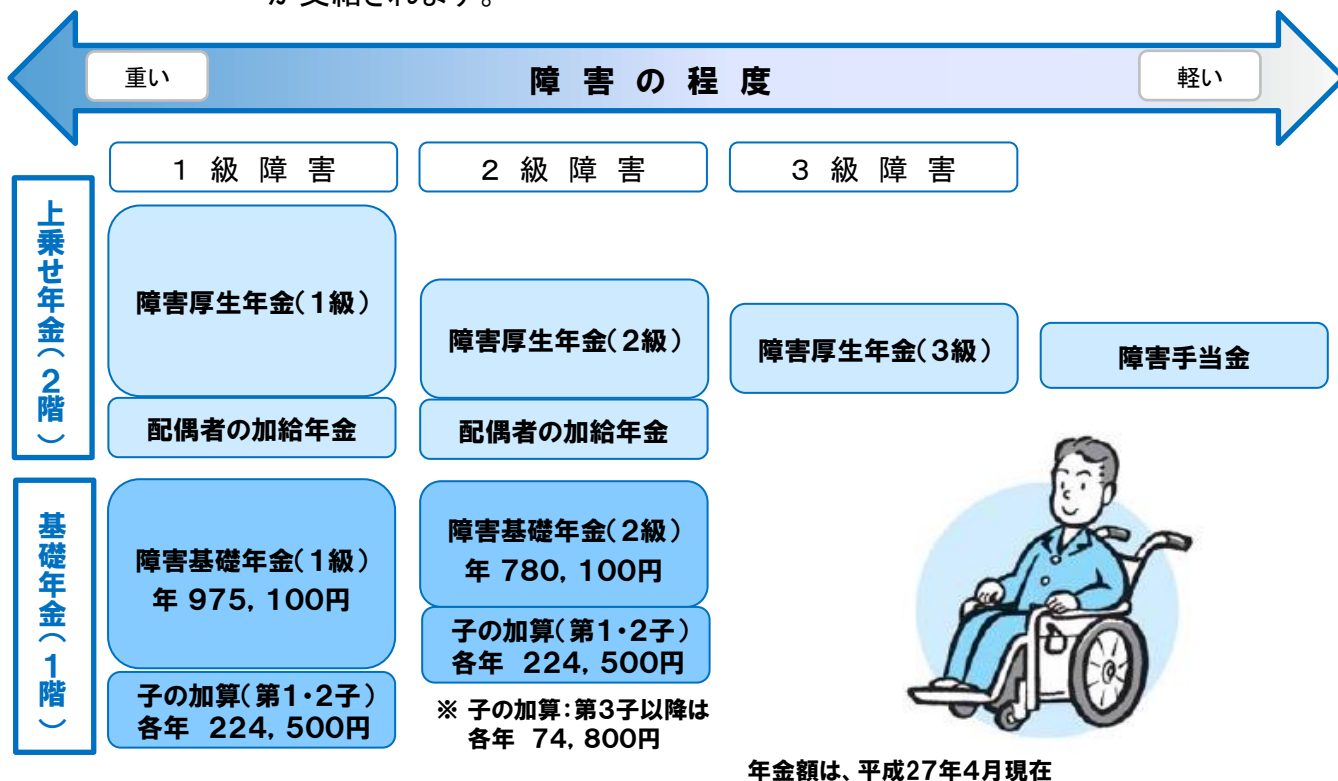 が支給されます。
重い
障害の程度
軽い
1級障害
2級障害
3級障害
上乗せ年金(2階)
障害厚生年金(1級)
障害厚生年金(2級)
障害厚生年金(3級)
障害手当金
配偶者の加給年金
配偶者の加給年金
基礎年金(1階)
障害基礎年金(1級)
年 975,100円
障害基礎年金(2級)
年 780,100円
子の加算(第1・2子)
各年 224,500円
子の加算(第1・2子)
各年 224,500円
※ 子の加算:第3子以降は
各年 74,800円
年金額は、平成27年4月現在